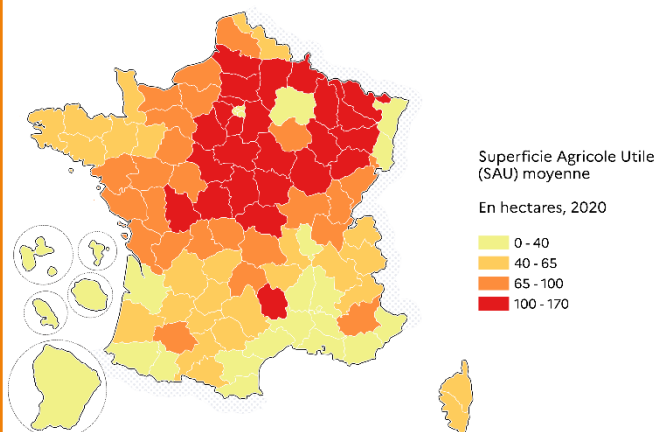 Superficie Agricole Utile
(SAU) moyenne
En hectares, 2020
0 - 40
40 - 65
65 - 100
100 - 170